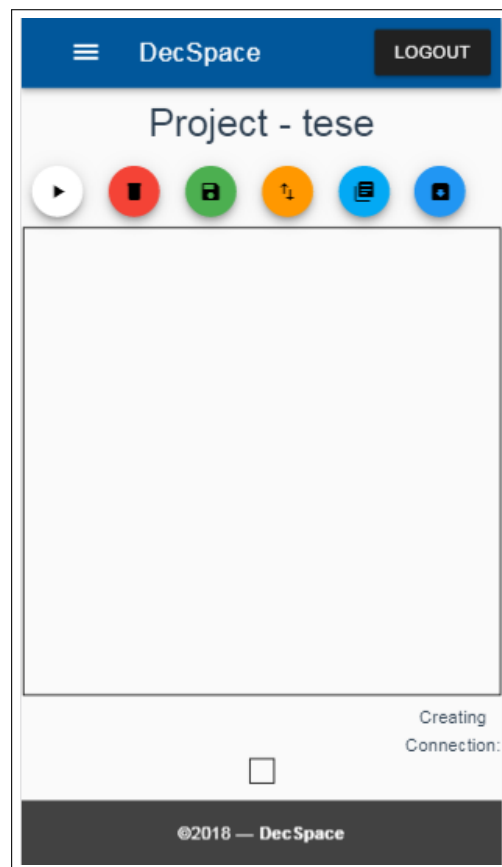 DecSpace LOGOUT
Project - tese
Creating
Connection:
©2018 — DecSpace